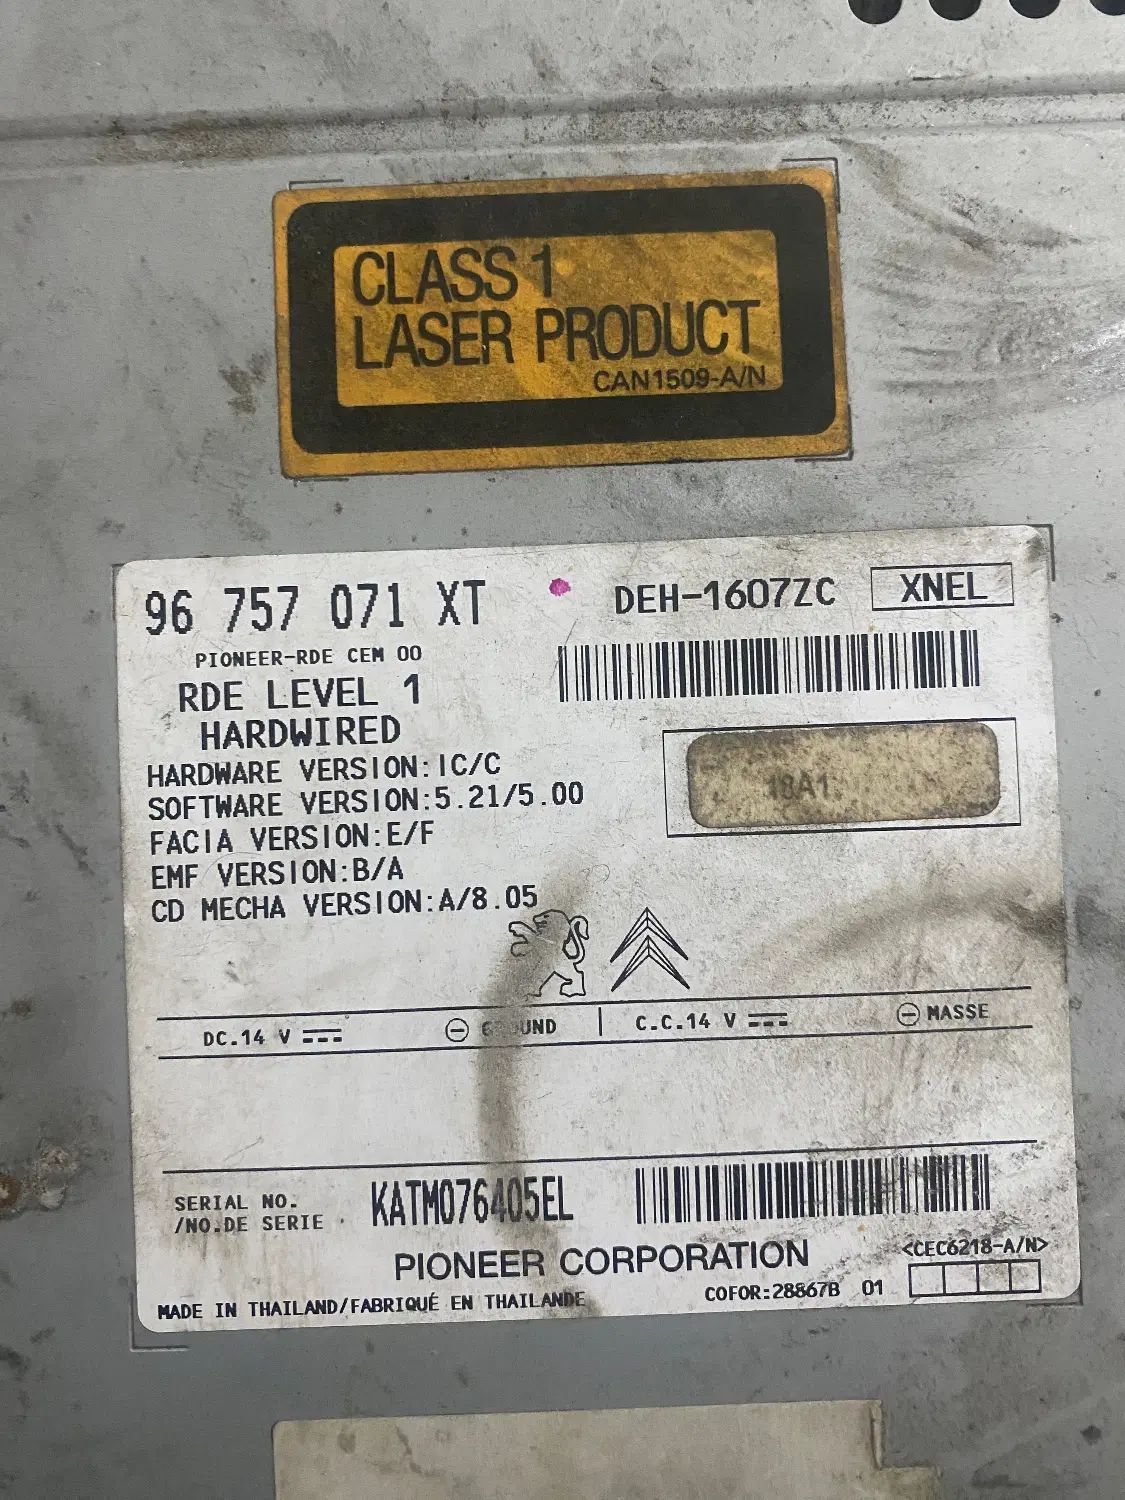 CLASS 1
LASER PRODUCT
CAN1509-A/N
96 757 071 XT
DEH-1607ZC
XNEL
PIONEER-RDE CEM 00
RDE LEVEL 1
HARDWIRED
HARDWARE VERSION:IC/C
SOFTWARE VERSION:5.21/5.00
FACIA VERSION:E/F
EMF VERSION:B/A
CD MECHA VERSION:A/8.05
18A1
DC.14 V
GROUND
C.C.14 V
MASSE
SERIAL NO.
/NO.DE SERIE
KATM076405EL
PIONEER CORPORATION
<CEC6218-A/N>
MADE IN THAILAND/FABRIQUÉ EN THAILANDE
COFOR:28867B 01